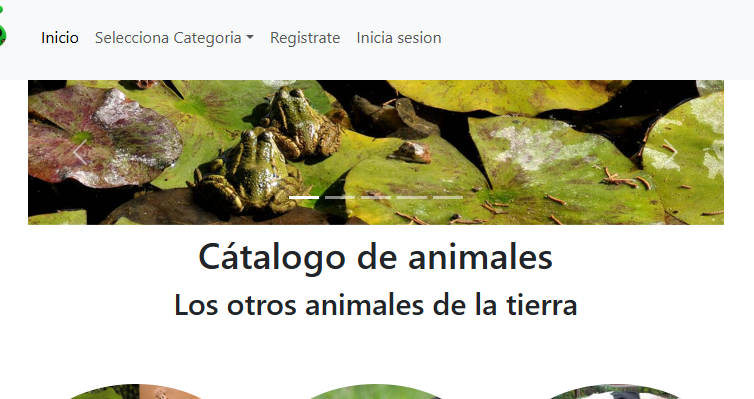 Inicio Selecciona Categoria Registrate Inicia sesion
Cátalogo de animales
Los otros animales de la tierra